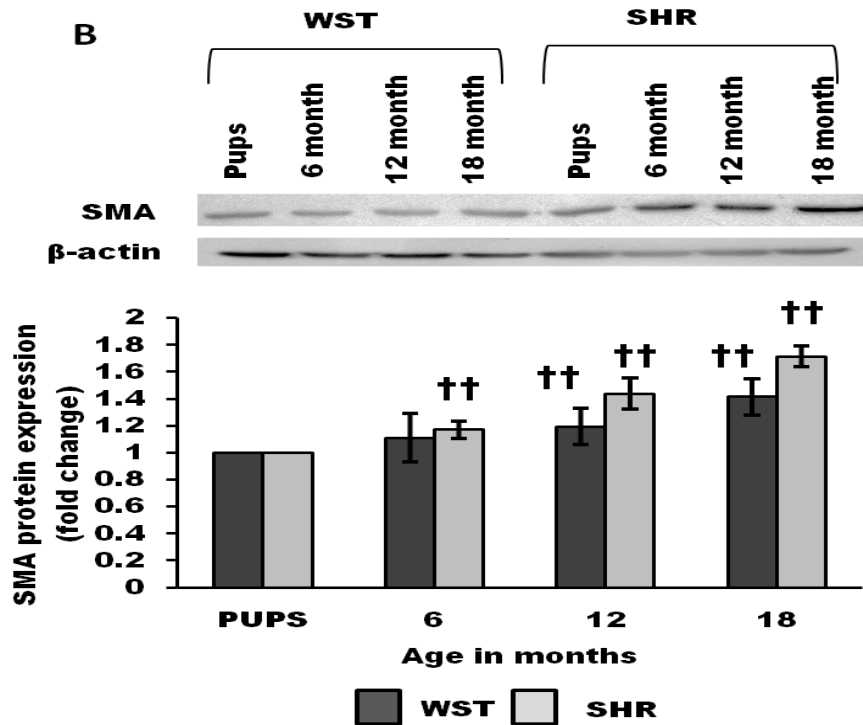 B
WST SHR
Pups 6 month 12 month 18 month Pups 6 month 12 month 18 month
SMA
β-actin
SMA protein expression
(fold change)
2
1.8
1.6
1.4
1.2
1
0.8
0.6
0.4
0.2
0
††
††
††
††
††
PUPS 6 12 18
Age in months
WST SHR